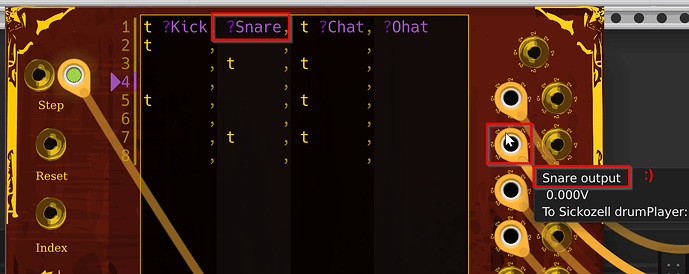 1 t ?Kick, ?Snare, t ?Chat, ?Ohat
2 t , , ,
3 , t , t ,
4 , , ,
5 t , , t ,
6 , , ,
7 , t , t ,
8 , , ,
Step
Reset
Index
Snare output :)
0.000V
To Sickozell drumPlayer: